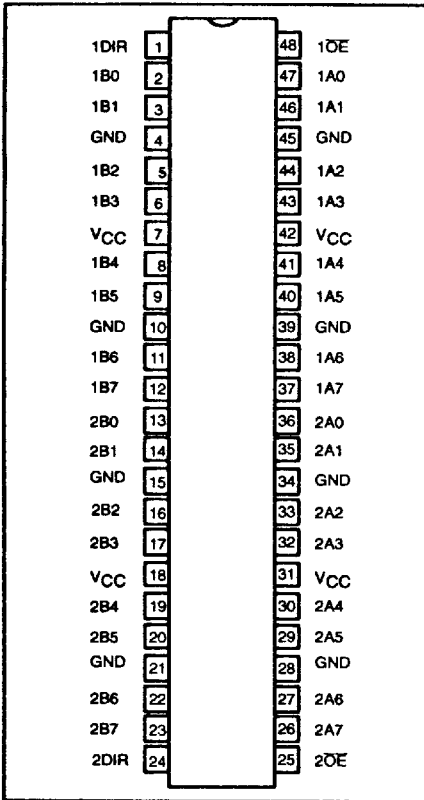 1DIR 1 48 1O̅E̅
1B0 2 47 1A0
1B1 3 46 1A1
GND 4 45 GND
1B2 5 44 1A2
1B3 6 43 1A3
VCC 7 42 VCC
1B4 8 41 1A4
1B5 9 40 1A5
GND 10 39 GND
1B6 11 38 1A6
1B7 12 37 1A7
2B0 13 36 2A0
2B1 14 35 2A1
GND 15 34 GND
2B2 16 33 2A2
2B3 17 32 2A3
VCC 18 31 VCC
2B4 19 30 2A4
2B5 20 29 2A5
GND 21 28 GND
2B6 22 27 2A6
2B7 23 26 2A7
2DIR 24 25 2O̅E̅